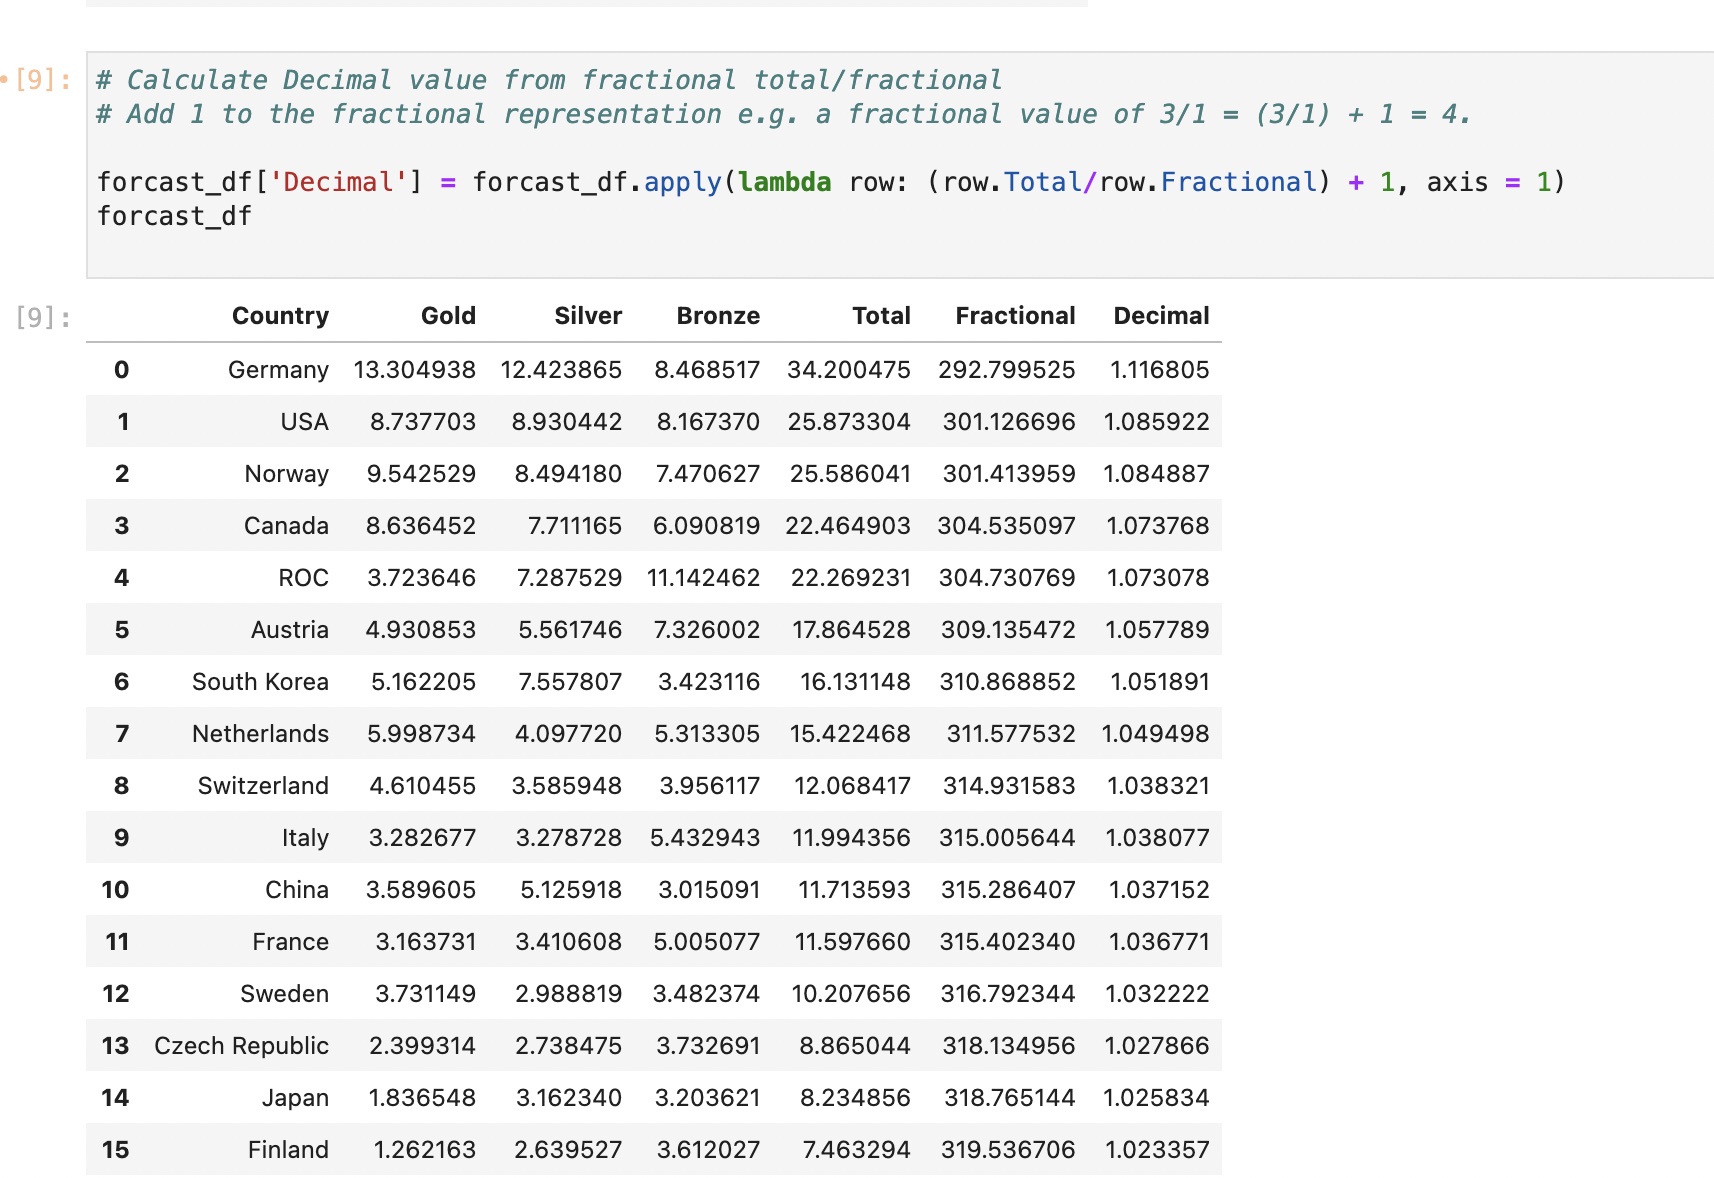 [9]:
# Calculate Decimal value from fractional total/fractional
# Add 1 to the fractional representation e.g. a fractional value of 3/1 = (3/1) + 1 = 4.
forcast_df['Decimal'] = forcast_df.apply(lambda row: (row.Total/row.Fractional) + 1, axis = 1)
forcast_df
[9]:
Country Gold Silver Bronze Total Fractional Decimal
0 Germany 13.304938 12.423865 8.468517 34.200475 292.799525 1.116805
1 USA 8.737703 8.930442 8.167370 25.873304 301.126696 1.085922
2 Norway 9.542529 8.494180 7.470627 25.586041 301.413959 1.084887
3 Canada 8.636452 7.711165 6.090819 22.464903 304.535097 1.073768
4 ROC 3.723646 7.287529 11.142462 22.269231 304.730769 1.073078
5 Austria 4.930853 5.561746 7.326002 17.864528 309.135472 1.057789
6 South Korea 5.162205 7.557807 3.423116 16.131148 310.868852 1.051891
7 Netherlands 5.998734 4.097720 5.313305 15.422468 311.577532 1.049498
8 Switzerland 4.610455 3.585948 3.956117 12.068417 314.931583 1.038321
9 Italy 3.282677 3.278728 5.432943 11.994356 315.005644 1.038077
10 China 3.589605 5.125918 3.015091 11.713593 315.286407 1.037152
11 France 3.163731 3.410608 5.005077 11.597660 315.402340 1.036771
12 Sweden 3.731149 2.988819 3.482374 10.207656 316.792344 1.032222
13 Czech Republic 2.399314 2.738475 3.732691 8.865044 318.134956 1.027866
14 Japan 1.836548 3.162340 3.203621 8.234856 318.765144 1.025834
15 Finland 1.262163 2.639527 3.612027 7.463294 319.536706 1.023357